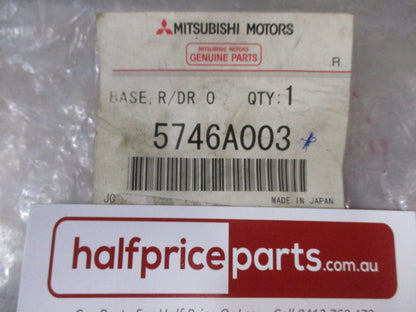 MITSUBISHI MOTORS
MITSUBISHI MOTORS
GENUINE PARTS
R
BASE, R/DR O QTY:1
5746A003 *
JG MADE IN JAPAN
halfpriceparts.com.au